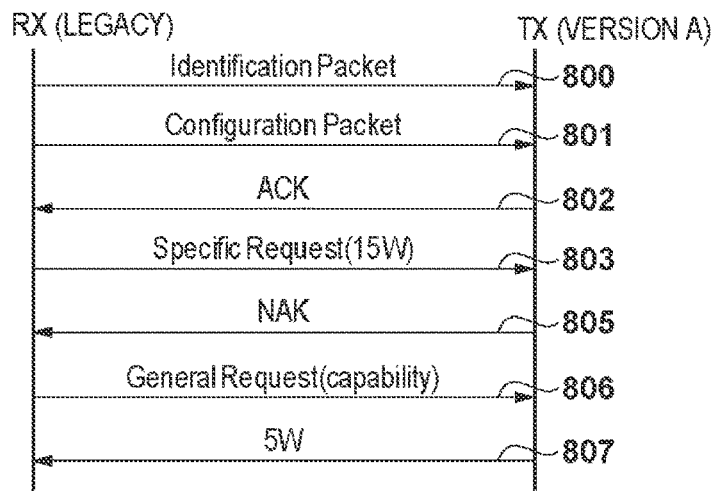 RX (LEGACY) TX (VERSION A)
Identification Packet 800
Configuration Packet 801
ACK 802
Specific Request(15W) 803
NAK 805
General Request(capability) 806
5W 807